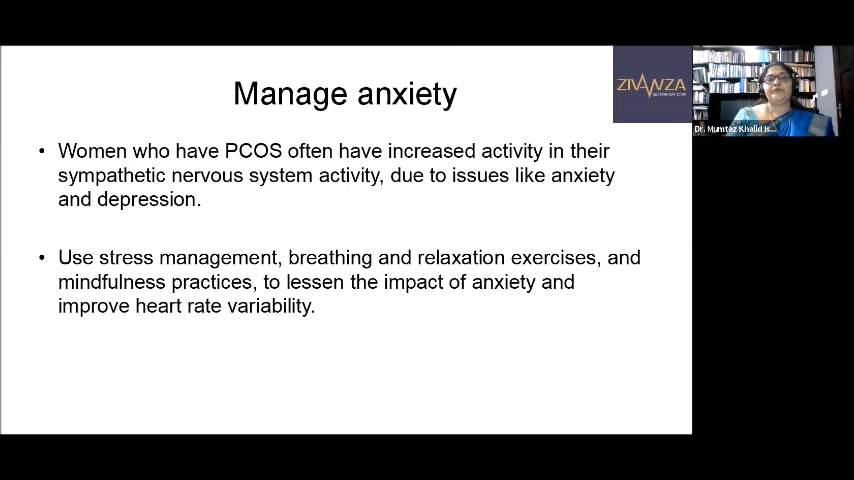 Manage anxiety
• Women who have PCOS often have increased activity in their
sympathetic nervous system activity, due to issues like anxiety
and depression.
• Use stress management, breathing and relaxation exercises, and
mindfulness practices, to lessen the impact of anxiety and
improve heart rate variability.
ZIVANZA
Dr. Mumtaz Khalid Is...